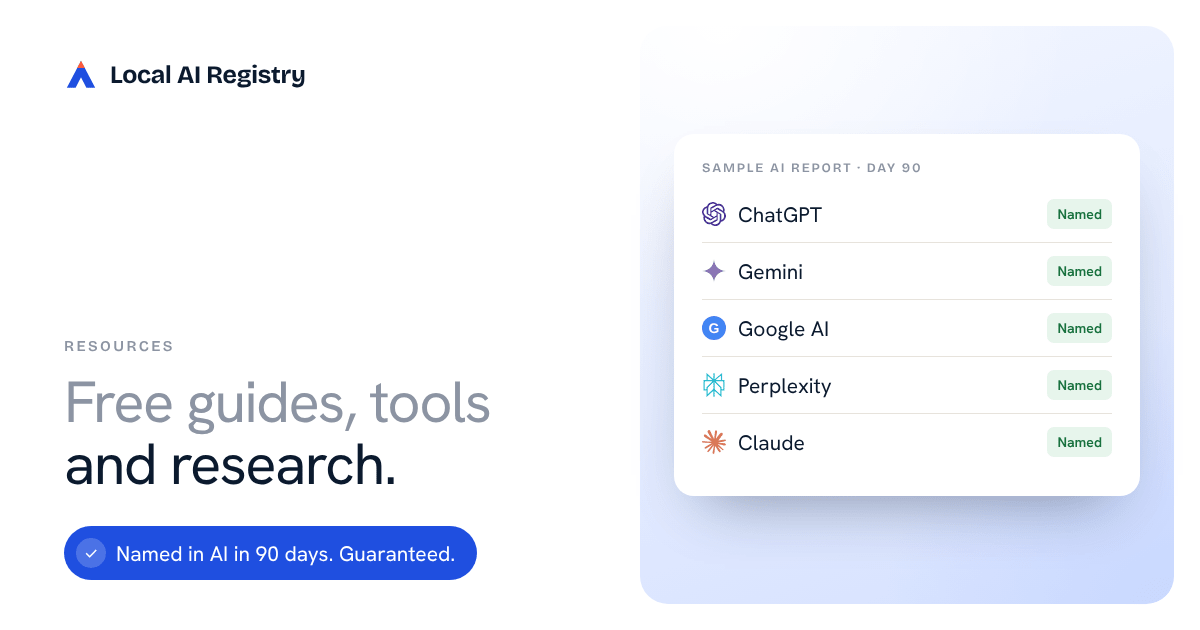 Local AI Registry
RESOURCES
Free guides, tools
and research.
Named in AI in 90 days. Guaranteed.
SAMPLE AI REPORT · DAY 90
ChatGPT Named
Gemini Named
G Google AI Named
Perplexity Named
Claude Named